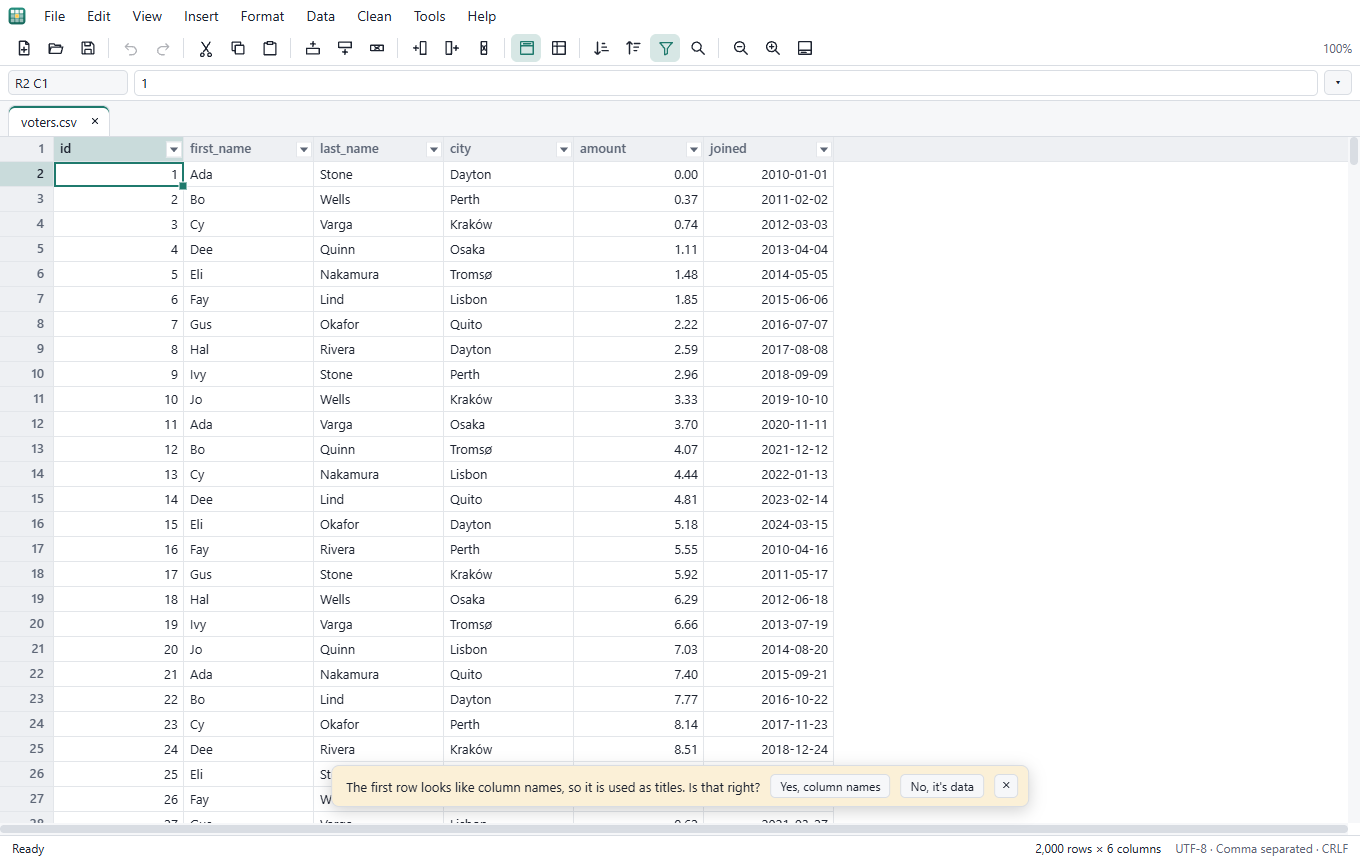 File Edit View Insert Format Data Clean Tools Help
100%
R2 C1 1
voters.csv
1 id first_name last_name city amount joined
2 1 Ada Stone Dayton 0.00 2010-01-01
3 2 Bo Wells Perth 0.37 2011-02-02
4 3 Cy Varga Kraków 0.74 2012-03-03
5 4 Dee Quinn Osaka 1.11 2013-04-04
6 5 Eli Nakamura Tromsø 1.48 2014-05-05
7 6 Fay Lind Lisbon 1.85 2015-06-06
8 7 Gus Okafor Quito 2.22 2016-07-07
9 8 Hal Rivera Dayton 2.59 2017-08-08
10 9 Ivy Stone Perth 2.96 2018-09-09
11 10 Jo Wells Kraków 3.33 2019-10-10
12 11 Ada Varga Osaka 3.70 2020-11-11
13 12 Bo Quinn Tromsø 4.07 2021-12-12
14 13 Cy Nakamura Lisbon 4.44 2022-01-13
15 14 Dee Lind Quito 4.81 2023-02-14
16 15 Eli Okafor Dayton 5.18 2024-03-15
17 16 Fay Rivera Perth 5.55 2010-04-16
18 17 Gus Stone Kraków 5.92 2011-05-17
19 18 Hal Wells Osaka 6.29 2012-06-18
20 19 Ivy Varga Tromsø 6.66 2013-07-19
21 20 Jo Quinn Lisbon 7.03 2014-08-20
22 21 Ada Nakamura Quito 7.40 2015-09-21
23 22 Bo Lind Dayton 7.77 2016-10-22
24 23 Cy Okafor Perth 8.14 2017-11-23
25 24 Dee Rivera Kraków 8.51 2018-12-24
26 25 Eli St
27 26 Fay W
The first row looks like column names, so it is used as titles. Is that right? Yes, column names No, it's data
Ready 2,000 rows × 6 columns UTF-8 · Comma separated · CRLF